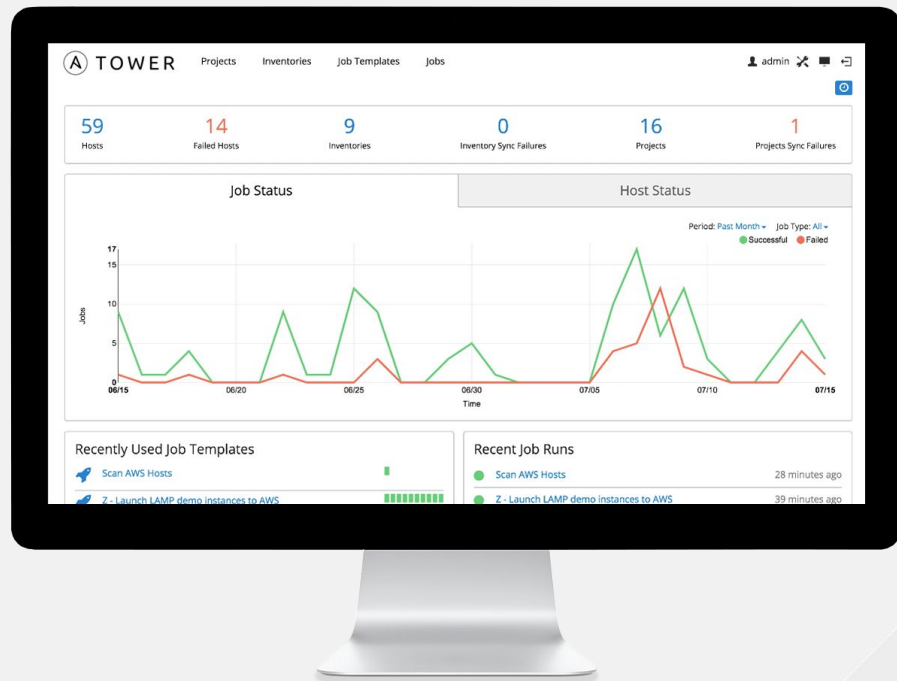 A TOWER Projects Inventories Job Templates Jobs admin
59 14 9 0 16 1
Hosts Failed Hosts Inventories Inventory Sync Failures Projects Projects Sync Failures
Job Status Host Status
Period: Past Month Job Type: All
Successful Failed
17
15
10
5
0
Jobs
06/15 06/20 06/25 06/30 07/05 07/10 07/15
Time
Recently Used Job Templates Recent Job Runs
Scan AWS Hosts Scan AWS Hosts 28 minutes ago
Z - Launch LAMP demo instances to AWS Z - Launch LAMP demo instances to AWS 39 minutes ago